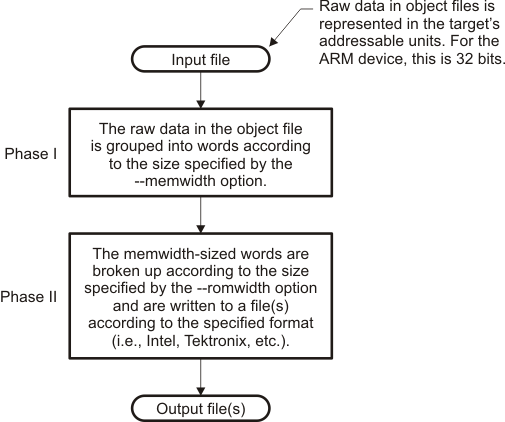 Raw data in object files is
represented in the target's
addressable units. For the
ARM device, this is 32 bits.
Input file
Phase I
The raw data in the object file
is grouped into words according
to the size specified by the
--memwidth option.
Phase II
The memwidth-sized words are
broken up according to the size
specified by the --romwidth option
and are written to a file(s)
according to the specified format
(i.e., Intel, Tektronix, etc.).
Output file(s)